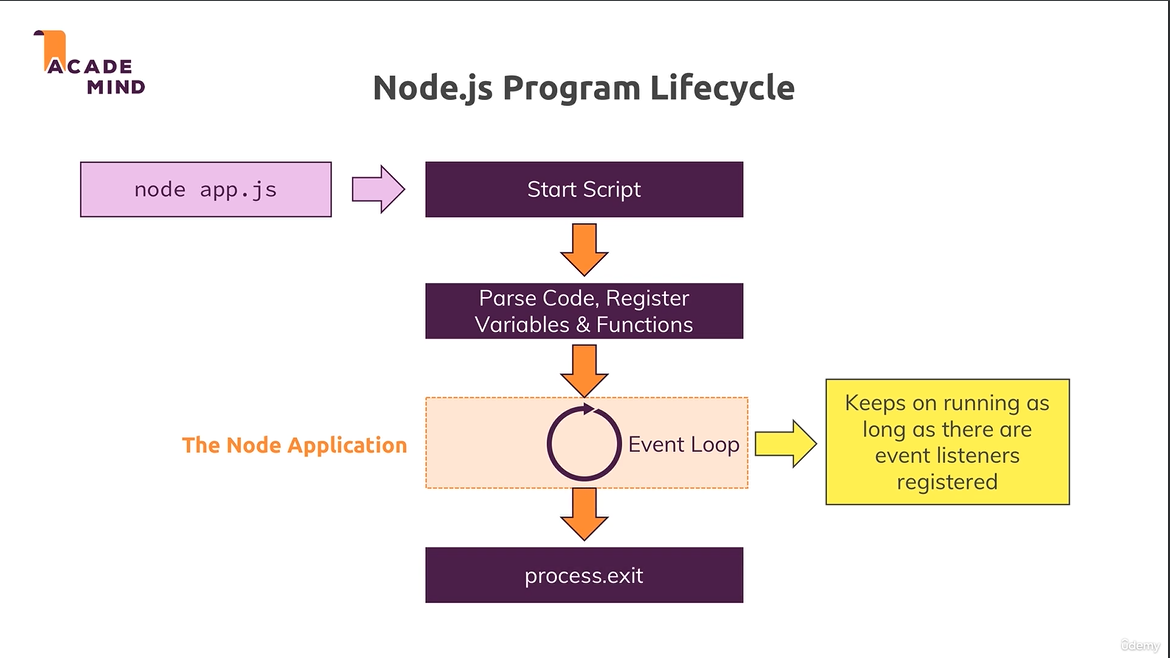 ACADE
MIND
Node.js Program Lifecycle
node app.js
Start Script
Parse Code, Register
Variables & Functions
The Node Application
Event Loop
Keeps on running as
long as there are
event listeners
registered
process.exit
ûdemy